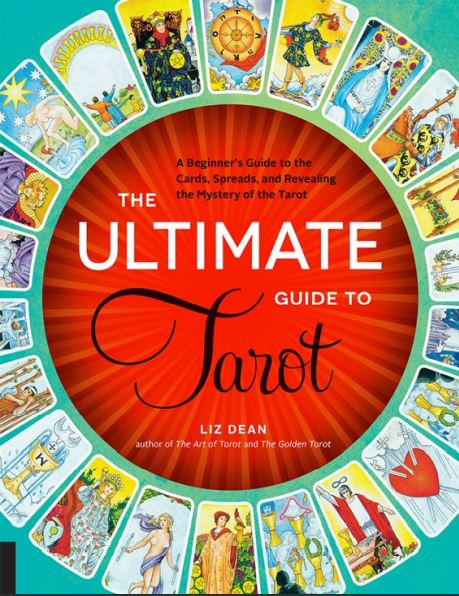 A Beginner's Guide to the
Cards, Spreads, and Revealing
the Mystery of the Tarot
THE
ULTIMATE
GUIDE TO
Tarot
LIZ DEAN
author of The Art of Tarot and The Golden Tarot